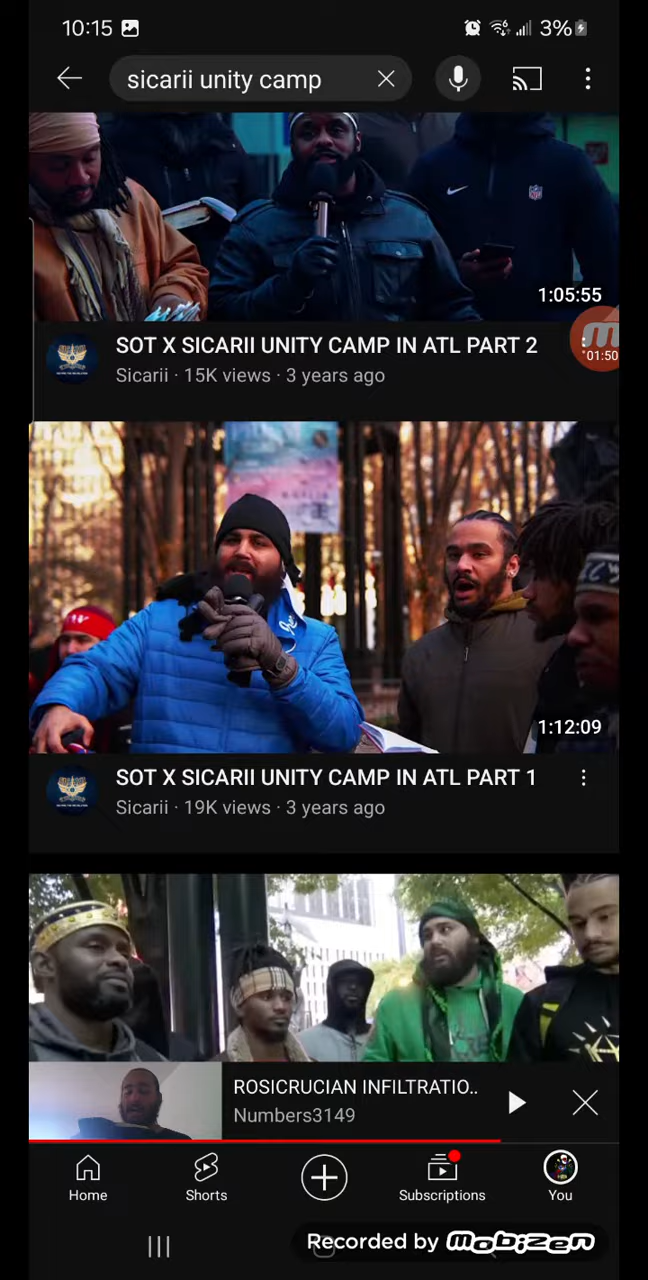 10:15
3%
sicarii unity camp
1:05:55
SOT X SICARII UNITY CAMP IN ATL PART 2
Sicarii · 15K views · 3 years ago
01:50
1:12:09
SOT X SICARII UNITY CAMP IN ATL PART 1
Sicarii · 19K views · 3 years ago
ROSICRUCIAN INFILTRATIO..
Numbers3149
Home
Shorts
Subscriptions
You
Recorded by mobizen